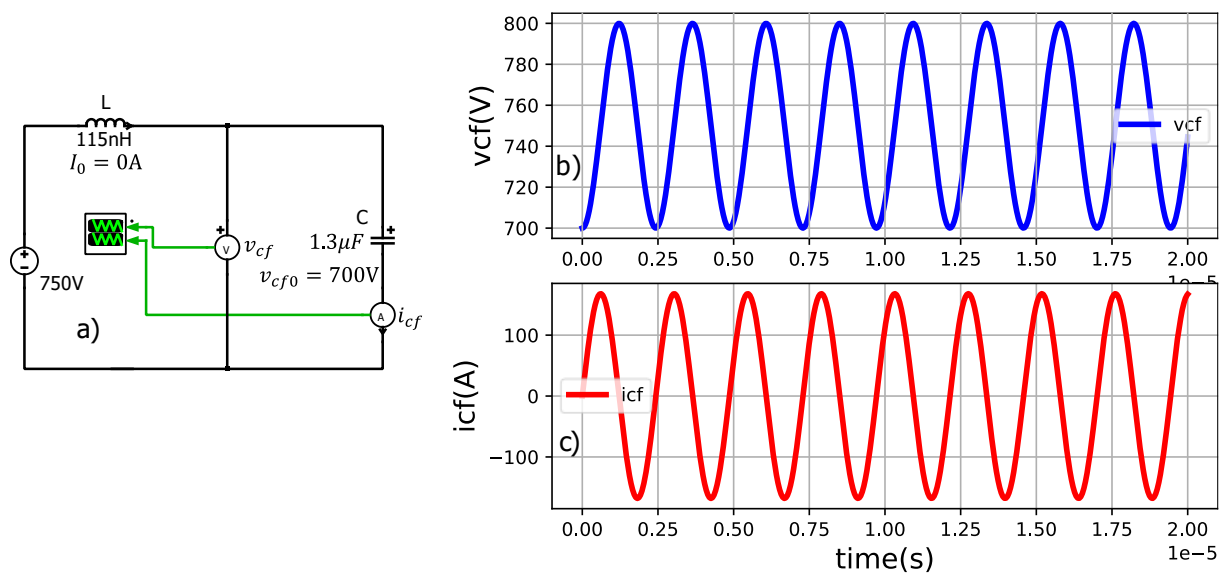 a)
L
115nH
I₀ = 0A
C
v_cf
1.3μF
v_cf0 = 700V
V
750V
A
i_cf
800
780
760
740
720
700
vcf(V)
vcf
b)
0.00 0.25 0.50 0.75 1.00 1.25 1.50 1.75 2.00
1e-5
100
0
−100
icf(A)
icf
c)
0.00 0.25 0.50 0.75 1.00 1.25 1.50 1.75 2.00
1e-5
time(s)